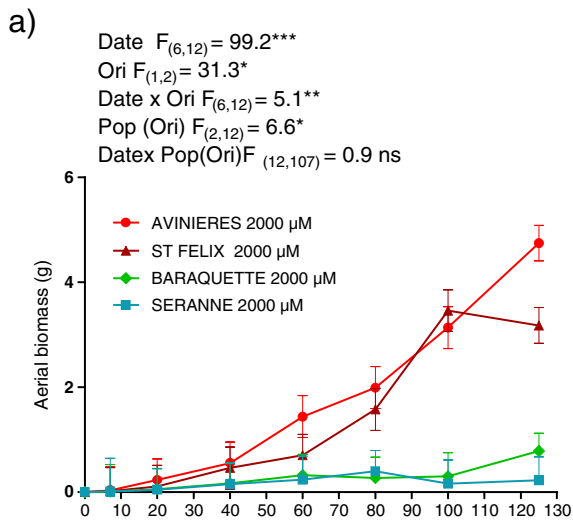 a)
Date F(6,12) = 99.2***
Ori F(1,2) = 31.3*
Date x Ori F(6,12) = 5.1**
Pop (Ori) F(2,12) = 6.6*
Datex Pop(Ori)F (12,107) = 0.9 ns
6
AVINIERES 2000 µM
ST FELIX 2000 µM
BARAQUETTE 2000 µM
SERANNE 2000 µM
4
Aerial biomass (g)
2
0
0 10 20 30 40 50 60 70 80 90 100 110 120 130